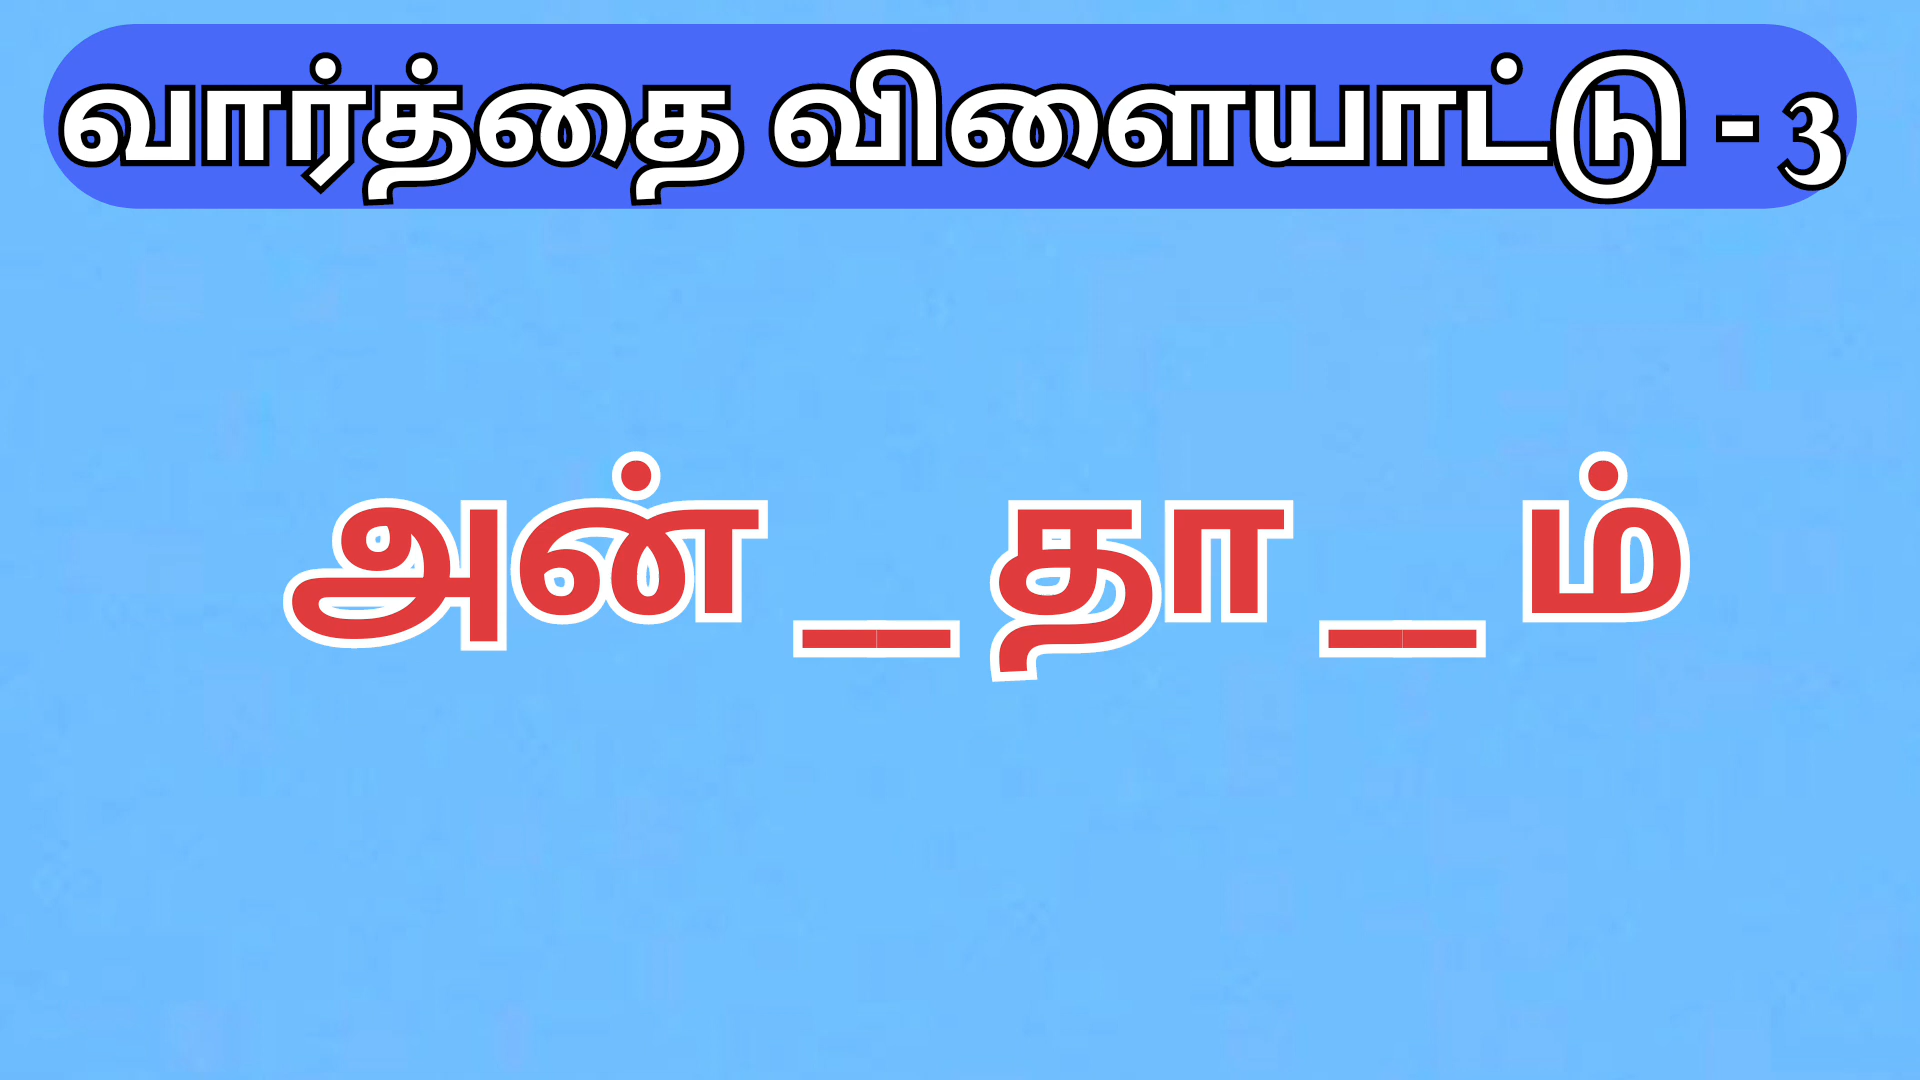 வார்த்தை விளையாட்டு - 3
அன் _ தா _ ம்